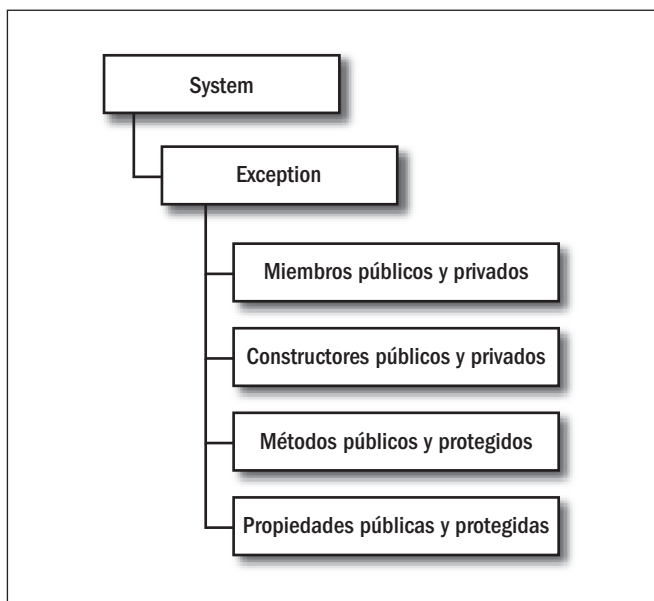 System
Exception
Miembros públicos y privados
Constructores públicos y privados
Métodos públicos y protegidos
Propiedades públicas y protegidas